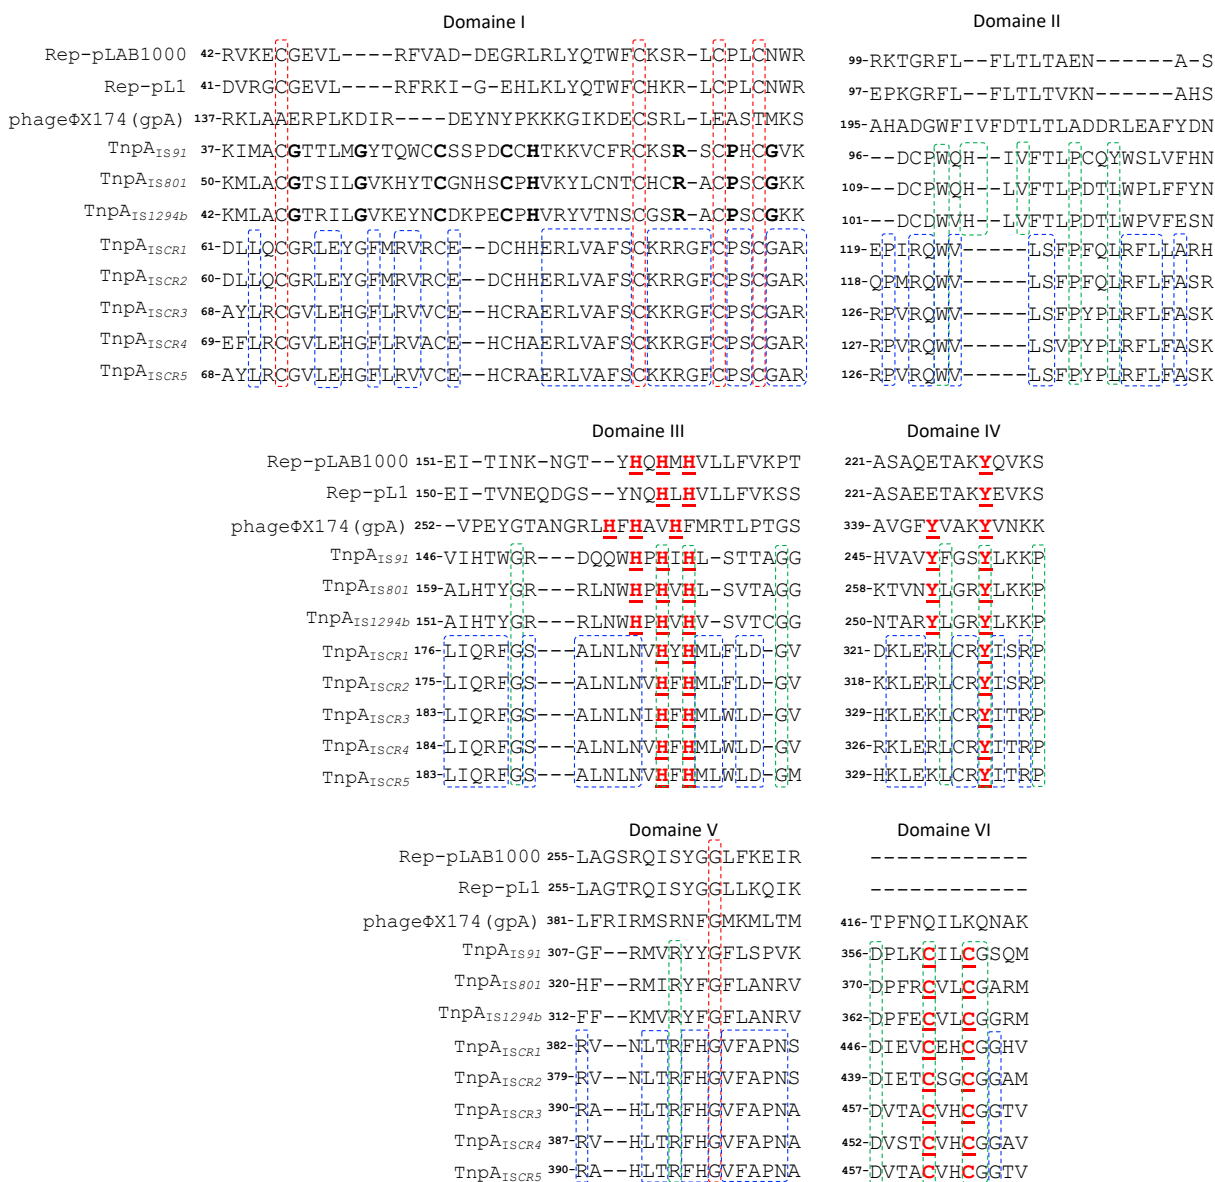 Domaine I
Domaine II
Rep-pLAB1000 42-RVKECGEVL----RFVAD-DEGRLRLYQTWFCKSR-LCPLCNWR 99-RKTGRFL--FLTLTAEN------A-S
Rep-pL1 41-DVRGCGEVL----RFRKI-G-EHLKLYQTWFCHKR-LCPLCNWR 97-EPKGRFL--FLTLTVKN----AHS
phageΦX174(gpA) 137-RKLAAERPLKDIR----DEYNYPKKKGIKDECSRLL-LEASTMKS 195-AHADGWFIVFDTLTLADDRLEAFYDN
TnpAIS91 37-KIMACGTTLMGYTQWCCSSPDCCHTKKVCFRCKSR-SCPHCGVK 96---DCPWQH-IVFTLPCQYWSLVFHN
TnpAIS801 50-KMLACGTSILGVKHYTCGNHSCPHVKYLCNTCHCR-ACPSCGKK 109---DCPWQH--LVFTLPDTLWPLFFYN
TnpAIS1294b 42-KMLACGTRILGVKEYNCDKPECPHVRYVTNSCGSR-ACPSCGKK 101---DCDWVH--LVFTLPDTLWPVFESN
TnpAISCR1 61-DLLQCGRLEYGFMRVRCE--DCHHERLVAFSCKRRGFCPSCGAR 119-EPIRQWV-----LSFPFQLRFLLARH
TnpAISCR2 60-DLLQCGRLEYGFMRVRCE--DCHHERLVAFSCKRRGFCPSCGAR 118-QPMRQWV-----LSFPFQLRFLFASR
TnpAISCR3 68-AYLRCGVLEHGFLRVVCE--HCHAERLVAFSCKKRGFCPSCGAR 126-RPVRQWV-----LSFPYPLRFLFASK
TnpAISCR4 69-EFLRCGVLEHGFLRVACE--HCHAERLVAFSCKKRGFCPSCGAR 127-RPVRQWV-----LSVPYPLRFLFASK
TnpAISCR5 68-AYLRCGVLEHGFLRVVCE--HCRAERLVAFSCKKRGFCPSCGAR 126-RPVRQWV-----LSFPYPLRFLFASK
Domaine III
Domaine IV
Rep-pLAB1000 151-EI-TINK-NGT--YHQHMHVLLFVKPT 221-ASAQETAKYQVKS
Rep-pL1 150-EI-TVNEQDGS--YNQHLHVLLFVKSS 221-ASAEETAKYEVKS
phageΦX174(gpA) 252--VPEYGTANGRLHFHAVHFMRTLPTGS 339-AVGFYVAKYVNKK
TnpAIS91 146-VIHTWGR---DQQWHPHIHL-STTAGG 245-HVAVYFGSYLKKP
TnpAIS801 159-ALHTYGR---RLNWHPHVHL-SVTAGG 258-KTVNYLGRYLKKP
TnpAIS1294b 151-AIHTYGR---RLNWHPHVHV-SVTCGG 250-NTARYLGRYLKKP
TnpAISCR1 176-LIQRFGS---ALNLNVHYHMLFLD-GV 321-DKLERLCRYISRP
TnpAISCR2 175-LIQRFGS---ALNLNVHFHMLFLD-GV 318-KKLERLCRYISRP
TnpAISCR3 183-LIQRFGS---ALNLNIHFHMLWLD-GV 329-HKLEKLCRYITRP
TnpAISCR4 184-LIQRFGS---ALNLNVHFHMLWLD-GV 326-RKLERLCRYITRP
TnpAISCR5 183-LIQRFGS---ALNLNVHFHMLWLD-GM 329-HKLEKLCRYITRP
Domaine V
Domaine VI
Rep-pLAB1000 255-LAGSRQISYGGLFKEIR ------------
Rep-pL1 255-LAGTRQISYGGLLKQIK ------------
phageΦX174(gpA) 381-LFRIRMSRNFGMKMLTM 416-TPFNQILKQNAK
TnpAIS91 307-GF--RMVRYYGFLSPVK 356-DPLKCILCGSQM
TnpAIS801 320-HF--RMIRYFGFLANRV 370-DPFRCVLCGARM
TnpAIS1294b 312-FF--KMVRYFGFLANRV 362-DPFECVLCGGRM
TnpAISCR1 382-RV--NLTRFHGVFAPNS 446-DIEVCEHCGGHV
TnpAISCR2 379-RV--NLTRFHGVFAPNS 439-DIETCSGCGGAM
TnpAISCR3 390-RA--HLTRFHGVFAPNA 457-DVTACVHCGGTV
TnpAISCR4 387-RV--HLTRFHGVFAPNA 452-DVSTCVHCGGAV
TnpAISCR5 390-RA--HLTRFHGVFAPNA 457-DVTACVHCGGTV